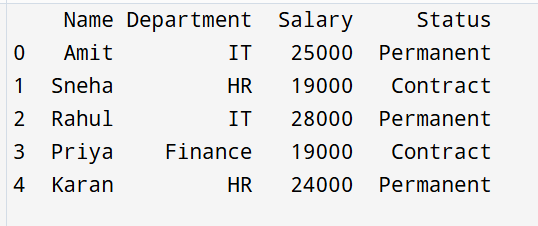 Name Department Salary Status
0 Amit IT 25000 Permanent
1 Sneha HR 19000 Contract
2 Rahul IT 28000 Permanent
3 Priya Finance 19000 Contract
4 Karan HR 24000 Permanent